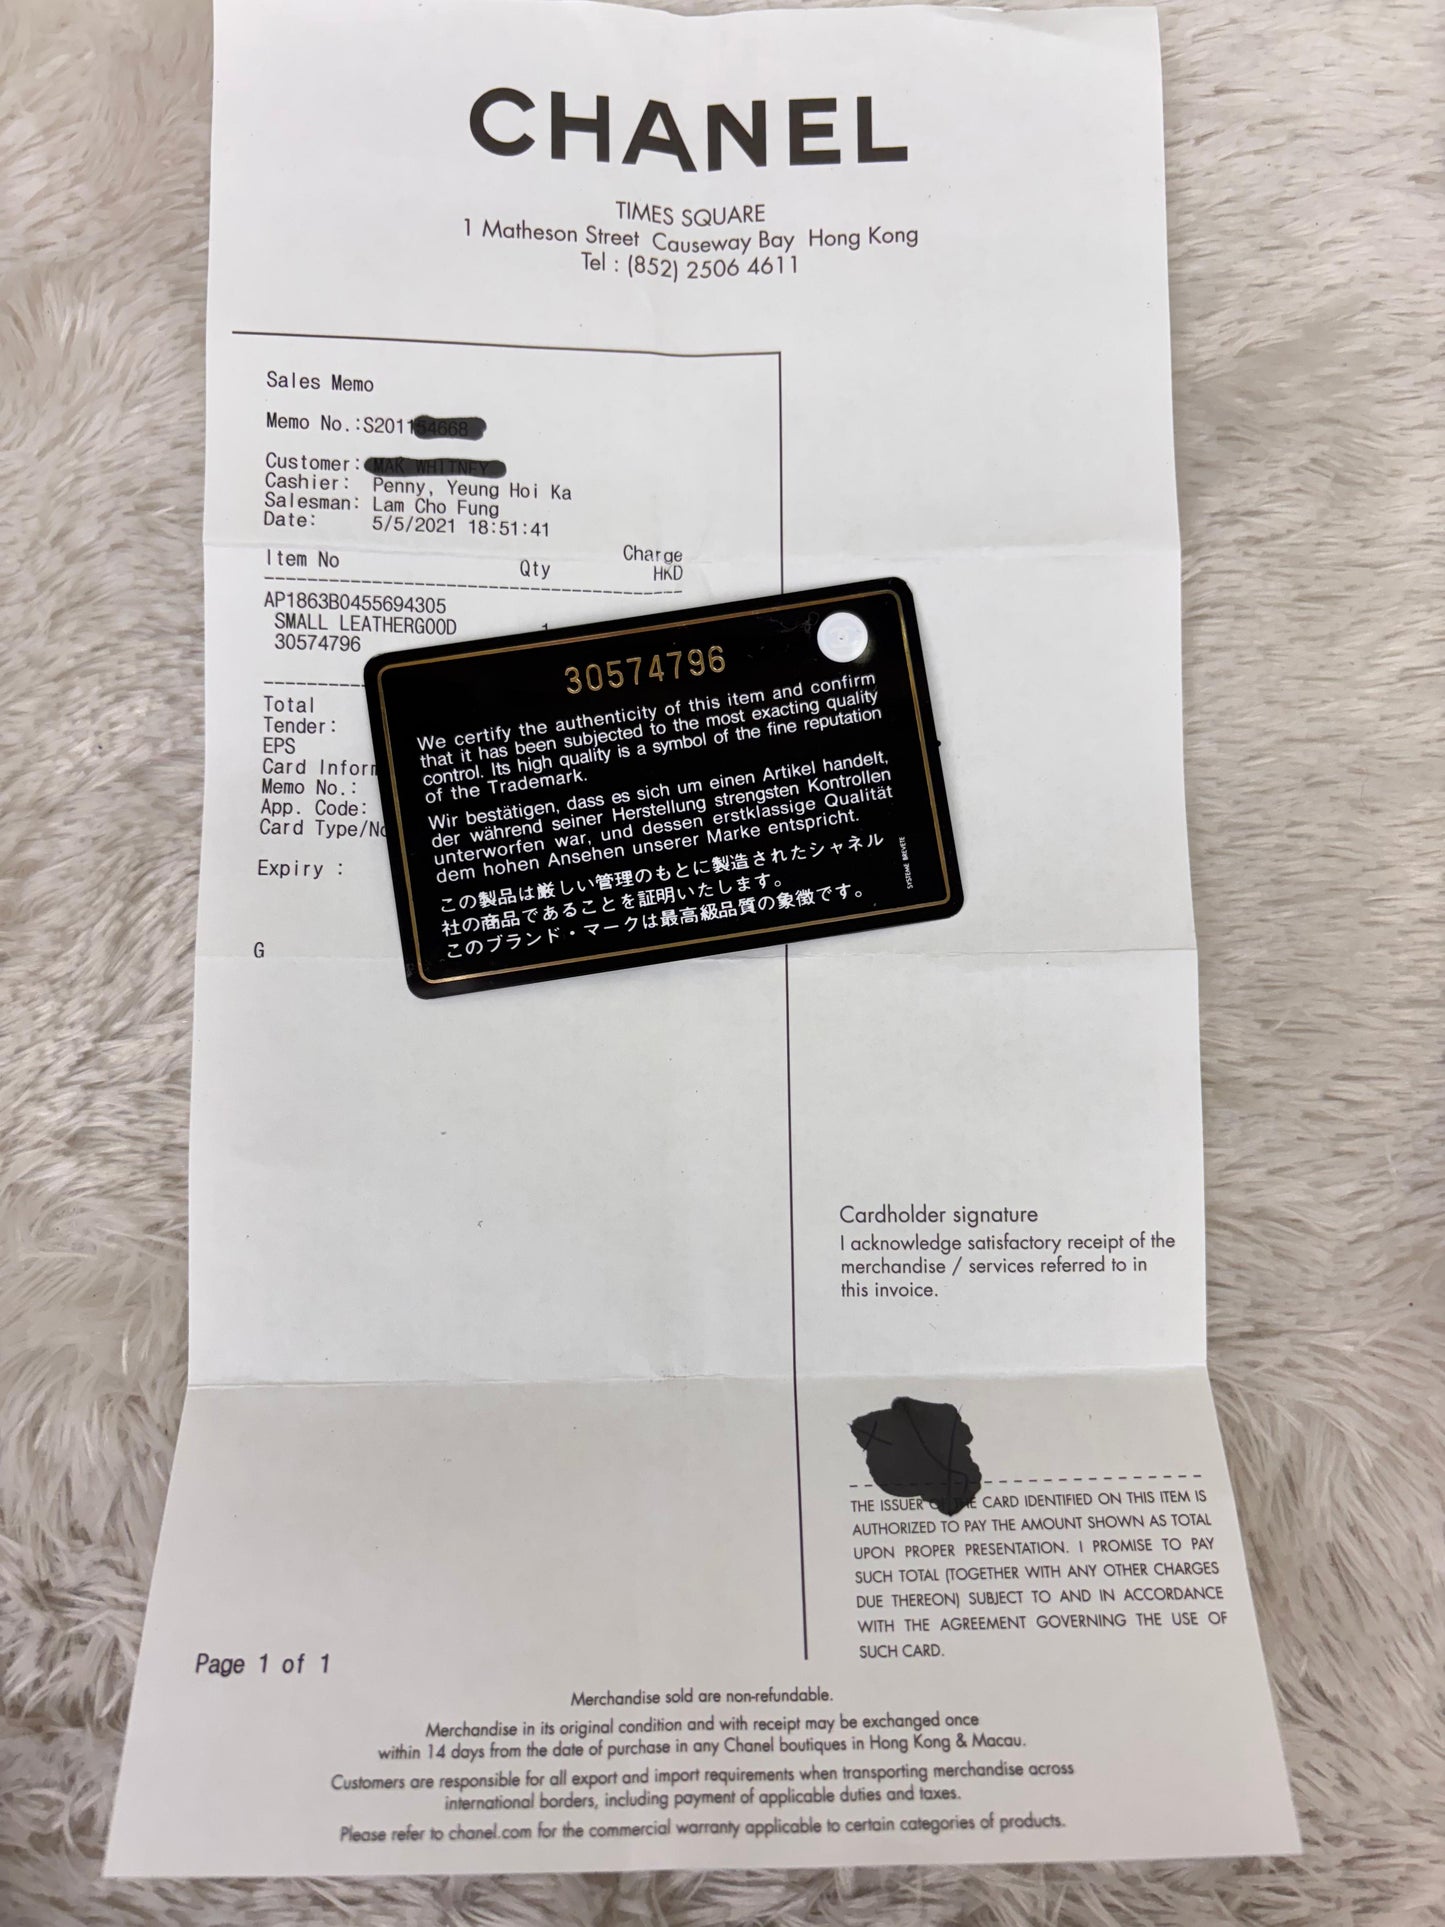 CHANEL
TIMES SQUARE
1 Matheson Street Causeway Bay Hong Kong
Tel : (852) 2506 4611
Sales Memo
Memo No.:S201154668
Customer:
Cashier: Penny, Yeung Hoi Ka
Salesman: Lam Cho Fung
Date: 5/5/2021 18:51:41
Item No Qty Charge
HKD
AP1863B0455694305
SMALL LEATHERGOOD 1
30574796
Total
Tender:
EPS
Card Inform
Memo No.:
App. Code:
Card Type/No
Expiry :
G
30574796
We certify the authenticity of this item and confirm
that it has been subjected to the most exacting quality
control. Its high quality is a symbol of the fine reputation
of the Trademark.
Wir bestätigen, dass es sich um einen Artikel handelt,
der während seiner Herstellung strengsten Kontrollen
unterworfen war, und dessen erstklassige Qualität
dem hohen Ansehen unserer Marke entspricht.
この製品は厳しい管理のもとに製造されたシャネル
社の商品であることを証明いたします。
このブランド・マークは最高級品質の象徴です。
SYSTEME BREVETE
Cardholder signature
I acknowledge satisfactory receipt of the
merchandise / services referred to in
this invoice.
THE ISSUER OF THE CARD IDENTIFIED ON THIS ITEM IS
AUTHORIZED TO PAY THE AMOUNT SHOWN AS TOTAL
UPON PROPER PRESENTATION. I PROMISE TO PAY
SUCH TOTAL (TOGETHER WITH ANY OTHER CHARGES
DUE THEREON) SUBJECT TO AND IN ACCORDANCE
WITH THE AGREEMENT GOVERNING THE USE OF
SUCH CARD.
Page 1 of 1
Merchandise sold are non-refundable.
Merchandise in its original condition and with receipt may be exchanged once
within 14 days from the date of purchase in any Chanel boutiques in Hong Kong & Macau.
Customers are responsible for all export and import requirements when transporting merchandise across
international borders, including payment of applicable duties and taxes.
Please refer to chanel.com for the commercial warranty applicable to certain categories of products.